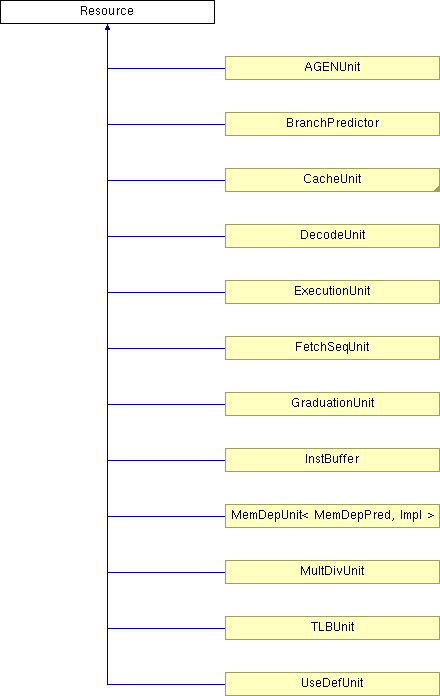 Resource
AGENUnit
BranchPredictor
CacheUnit
DecodeUnit
ExecutionUnit
FetchSeqUnit
GraduationUnit
InstBuffer
MemDepUnit< MemDepPred, Impl >
MultDivUnit
TLBUnit
UseDefUnit